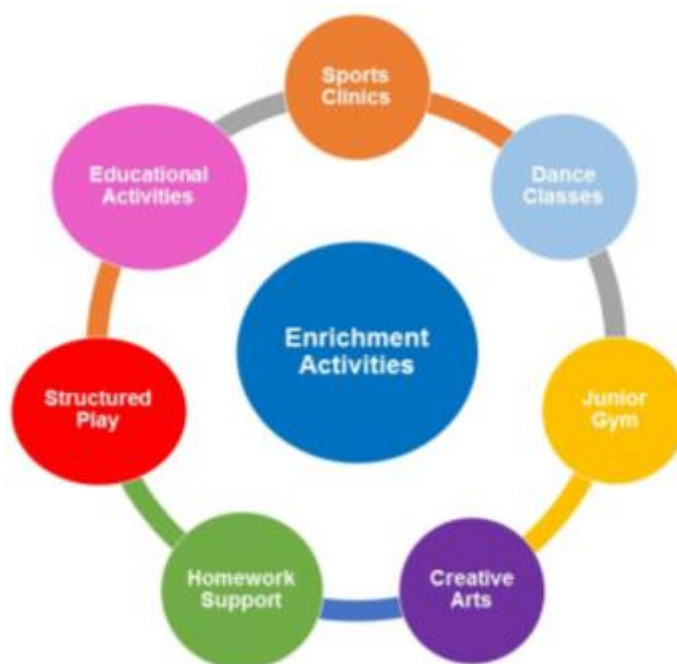 Sports
Clinics
Dance
Classes
Junior
Gym
Creative
Arts
Homework
Support
Structured
Play
Educational
Activities
Enrichment
Activities